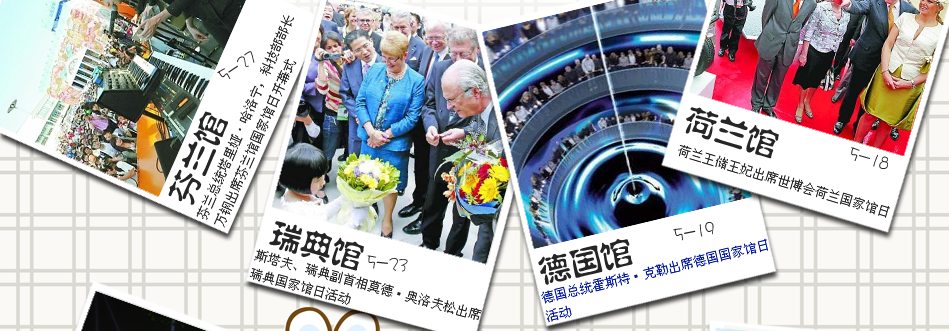 芬兰馆
5-27
芬兰总统塔里娅·哈洛宁，科技部部长
万钢出席芬兰馆国家馆日开幕式
瑞典馆 5-23
斯塔夫、瑞典副首相莫德·奥洛夫松出席
瑞典国家馆日活动
德国馆
5-19
德国总统霍斯特·克勒出席德国国家馆日
活动
荷兰馆
5-18
荷兰王储王妃出席世博会荷兰国家馆日